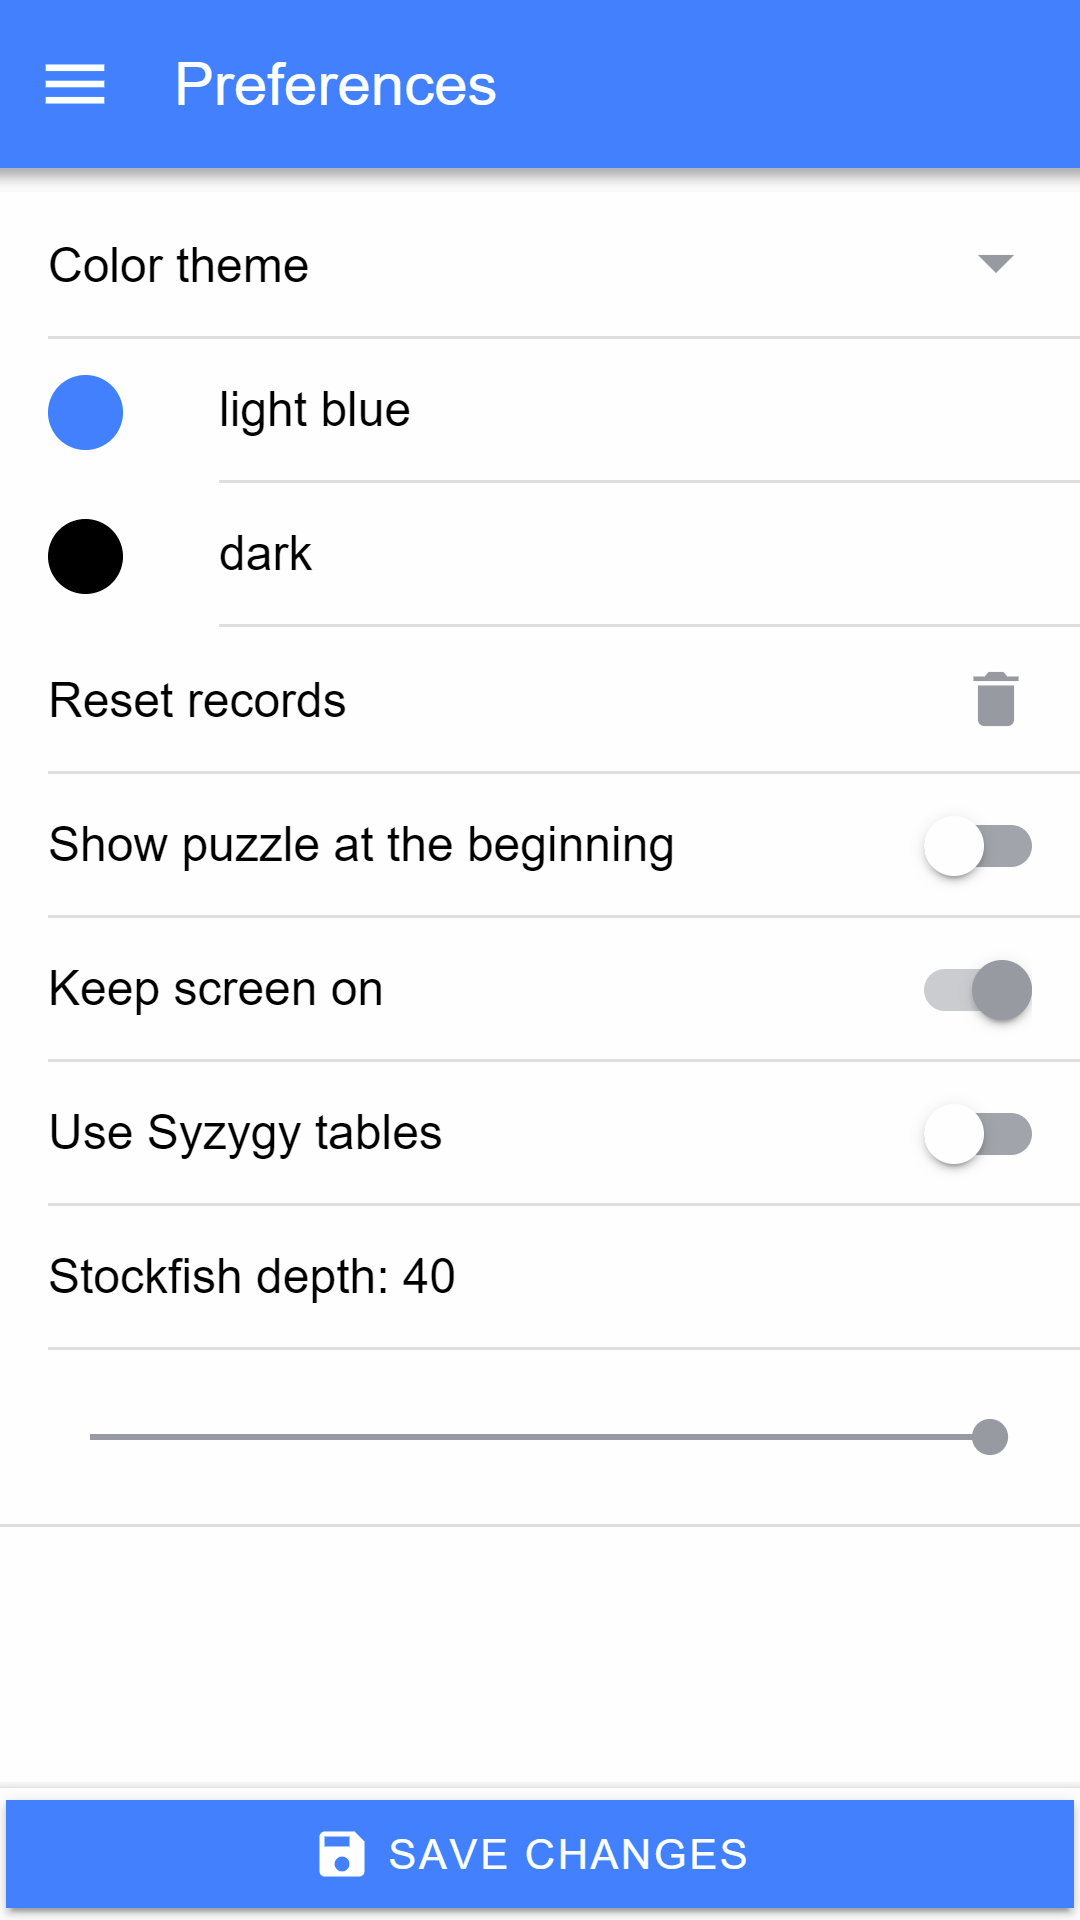 Preferences
Color theme
light blue
dark
Reset records
Show puzzle at the beginning
Keep screen on
Use Syzygy tables
Stockfish depth: 40
SAVE CHANGES